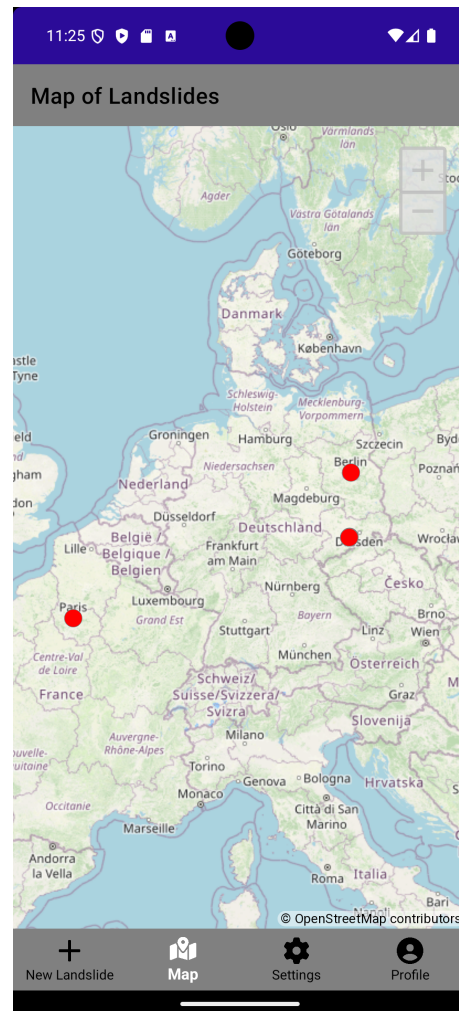 11:25
Map of Landslides
Oslo
Värmlands
län
Agder
Västra Götalands
län
Göteborg
Danmark
København
Schleswig-
Holstein
Mecklenburg-
Vorpommern
Groningen
Hamburg
Szczecin
Berlin
Niedersachsen
Nederland
Magdeburg
Düsseldorf
Deutschland
België /
Belgique /
Belgien
Lille
Frankfurt
am Main
Česko
Nürnberg
Luxembourg
Paris
Grand Est
Bayern
Brno
Stuttgart
Linz
Wien
München
Centre-Val
de Loire
Österreich
Schweiz/
Suisse/Svizzera/
Svizra
France
Graz
Slovenija
Milano
Auvergne-
Rhône-Alpes
Torino
Genova
Bologna
Hrvatska
Monaco
Occitanie
Città di San
Marino
Marseille
Andorra
la Vella
Roma
Italia
Bari
© OpenStreetMap contributors
New Landslide
Map
Settings
Profile